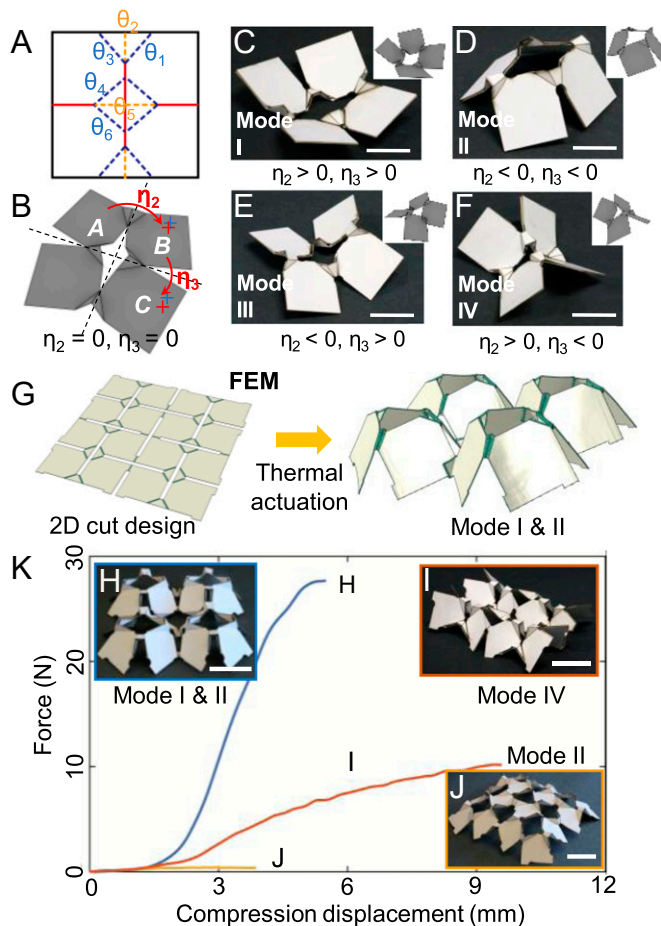 A
θ2
θ3
θ1
θ4
θ5
θ6
B
A
η2
B
η3
C
η2 = 0, η3 = 0
C
Mode
I
η2 > 0, η3 > 0
D
Mode
II
η2 < 0, η3 < 0
E
Mode
III
η2 < 0, η3 > 0
F
Mode
IV
η2 > 0, η3 < 0
G
FEM
Thermal
actuation
2D cut design
Mode I & II
K
30
20
10
0
Force (N)
H
Mode I & II
H
I
Mode IV
I
Mode II
J
J
0
3
6
9
12
Compression displacement (mm)